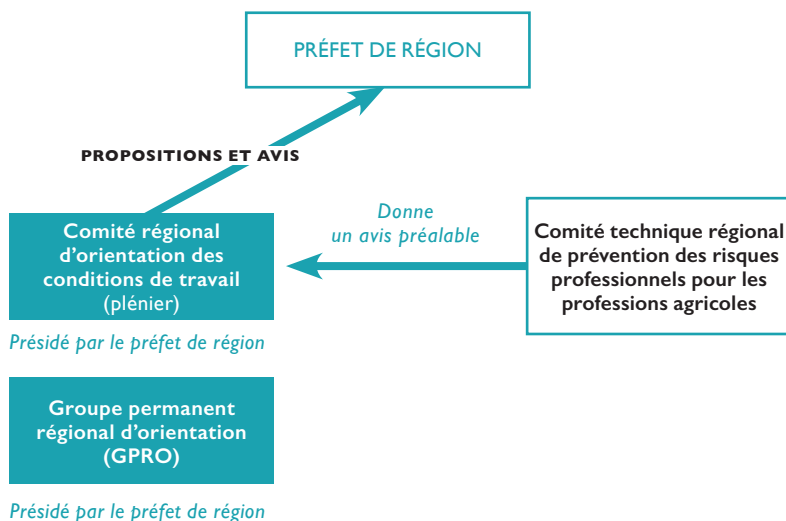 PRÉFET DE RÉGION
PROPOSITIONS ET AVIS
Comité régional
d’orientation des
conditions de travail
(plénier)
Présidé par le préfet de région
Donne
un avis préalable
Comité technique régional
de prévention des risques
professionnels pour les
professions agricoles
Groupe permanent
régional d’orientation
(GPRO)
Présidé par le préfet de région